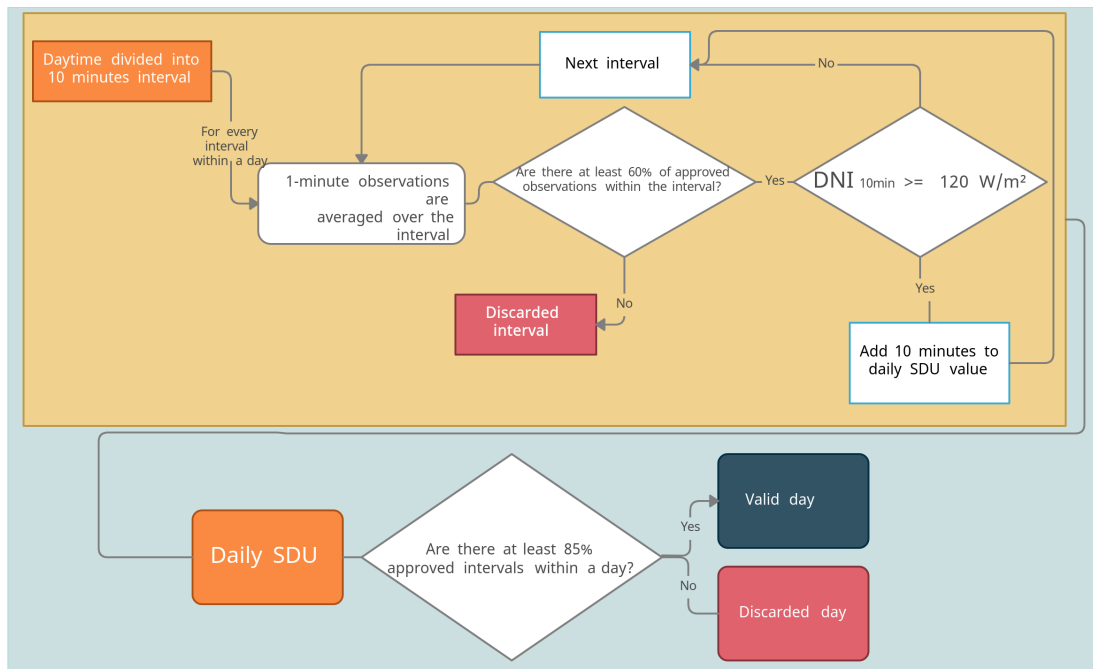 Daytime divided into
10 minutes interval
For every
interval
within a day
1-minute observations
are
averaged over the
interval
Next interval
Are there at least 60% of approved
observations within the interval?
No
Yes
DNI 10min >= 120 W/m²
No
Yes
Discarded
interval
Add 10 minutes to
daily SDU value
Daily SDU
Are there at least 85%
approved intervals within a day?
Yes
No
Valid day
Discarded day